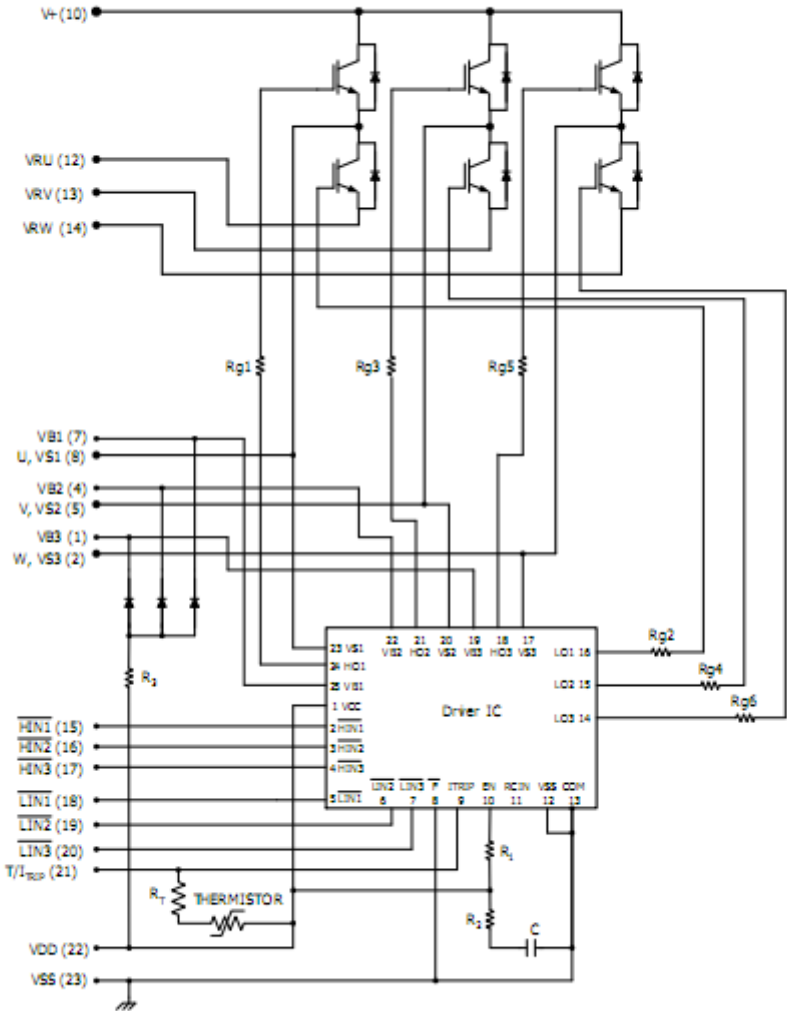 V+ (10)
VRU (12)
VRV (13)
VRW (14)
Rg1
Rg3
Rg5
VB1 (7)
U, VS1 (8)
VB2 (4)
V, VS2 (5)
VB3 (1)
W, VS3 (2)
22 21 20 19 18 17
VB2 HO2 VS2 VB3 HO3 VS3
23 VS1
24 HO1
25 VB1
1 VCC
2 HIN1
3 HIN2
4 HIN3
5 LIN1
LO1 16
LO2 15
LO3 14
Rg2
Rg4
Rg6
Driver IC
R3
HIN1 (15)
HIN2 (16)
HIN3 (17)
LIN1 (18)
LIN2 (19)
LIN3 (20)
T/ITRIP (21)
LIN2 LIN3 F ITRIP EN RCIN VSS COM
6 7 8 9 10 11 12 13
R1
RT
THERMISTOR
R2
C
VDD (22)
VSS (23)